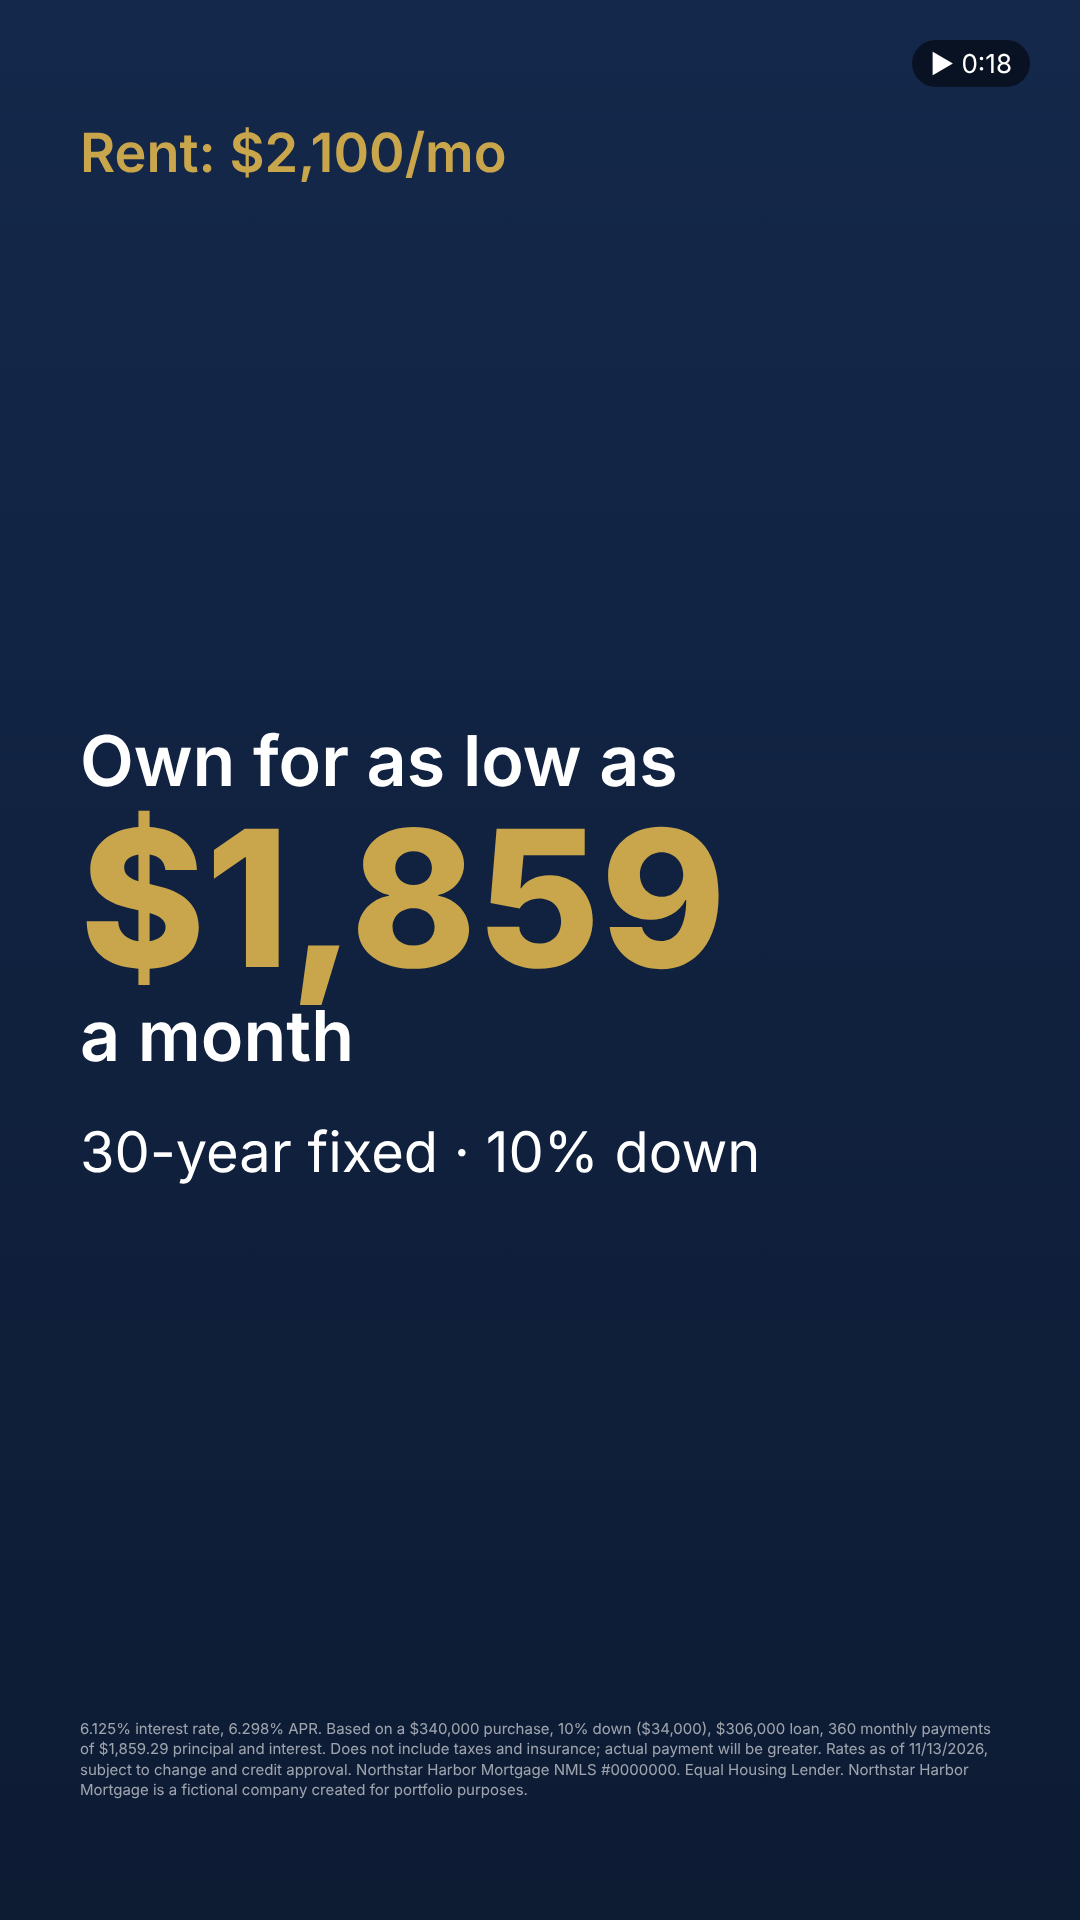 0:18
Rent: $2,100/mo
Own for as low as
$1,859
a month
30-year fixed · 10% down
6.125% interest rate, 6.298% APR. Based on a $340,000 purchase, 10% down ($34,000), $306,000 loan, 360 monthly payments
of $1,859.29 principal and interest. Does not include taxes and insurance; actual payment will be greater. Rates as of 11/13/2026,
subject to change and credit approval. Northstar Harbor Mortgage NMLS #0000000. Equal Housing Lender. Northstar Harbor
Mortgage is a fictional company created for portfolio purposes.